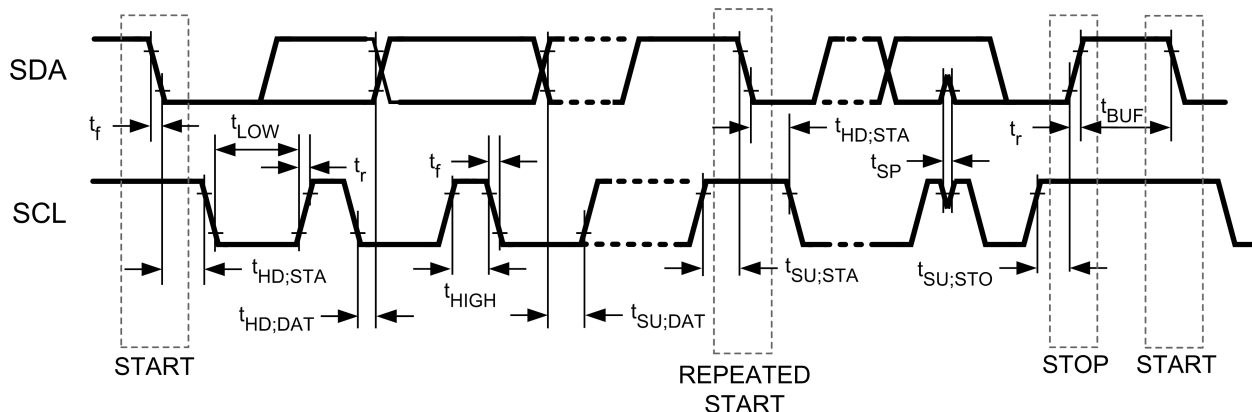 SDA
t_f
t_LOW
t_r
t_f
t_HD;STA
t_SP
t_r
t_BUF
SCL
t_HD;STA
t_HD;DAT
t_HIGH
t_SU;DAT
t_SU;STA
t_SU;STO
START
REPEATED
START
STOP
START